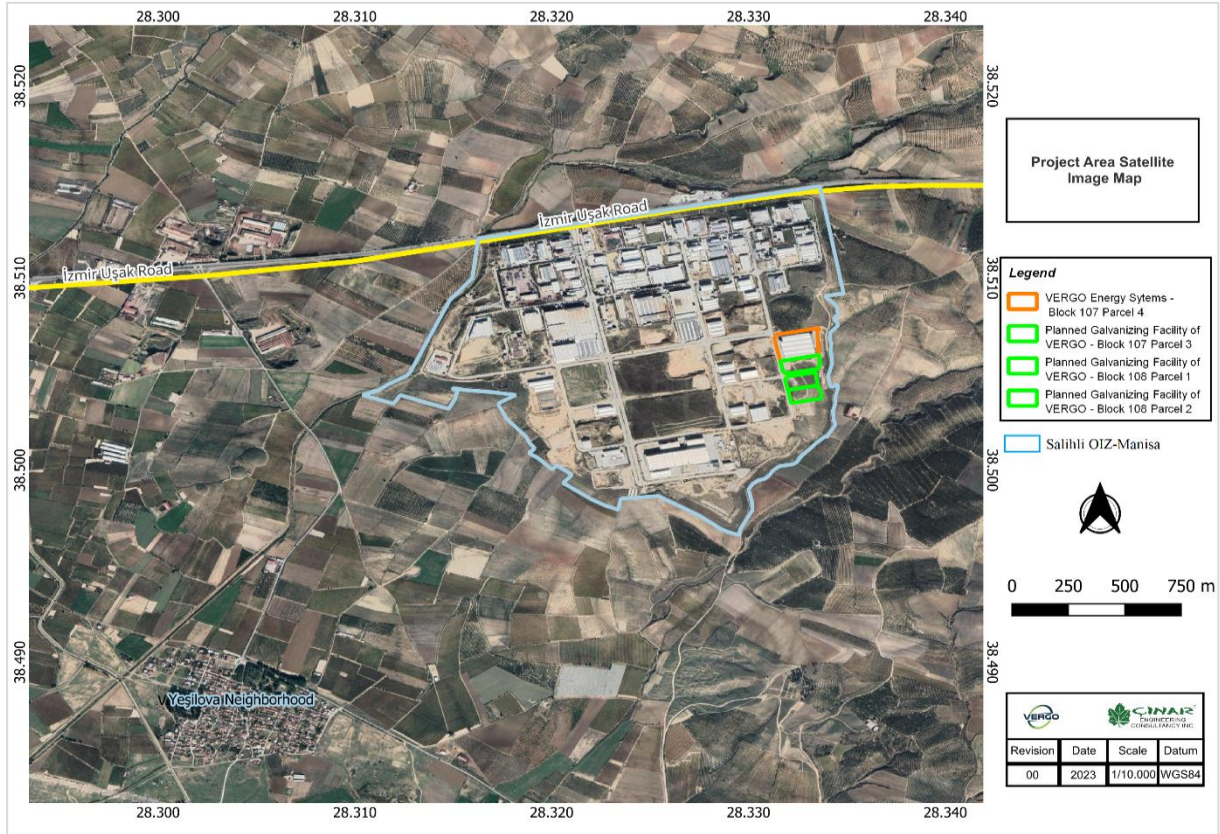 28.300 28.310 28.320 28.330 28.340
38.520
38.510
38.500
38.490
38.520
38.510
38.500
38.490
İzmir Uşak Road
İzmir Uşak Road
V Yeşilova Neighborhood
28.300 28.310 28.320 28.330 28.340
Project Area Satellite
Image Map
Legend
VERGO Energy Sytems -
Block 107 Parcel 4
Planned Galvanizing Facility of
VERGO - Block 107 Parcel 3
Planned Galvanizing Facility of
VERGO - Block 108 Parcel 1
Planned Galvanizing Facility of
VERGO - Block 108 Parcel 2
Salihli OIZ-Manisa
0 250 500 750 m
VERGO
ÇINAR
ENGINEERING
CONSULTANCY INC.
Revision Date Scale Datum
00 2023 1/10.000 WGS84